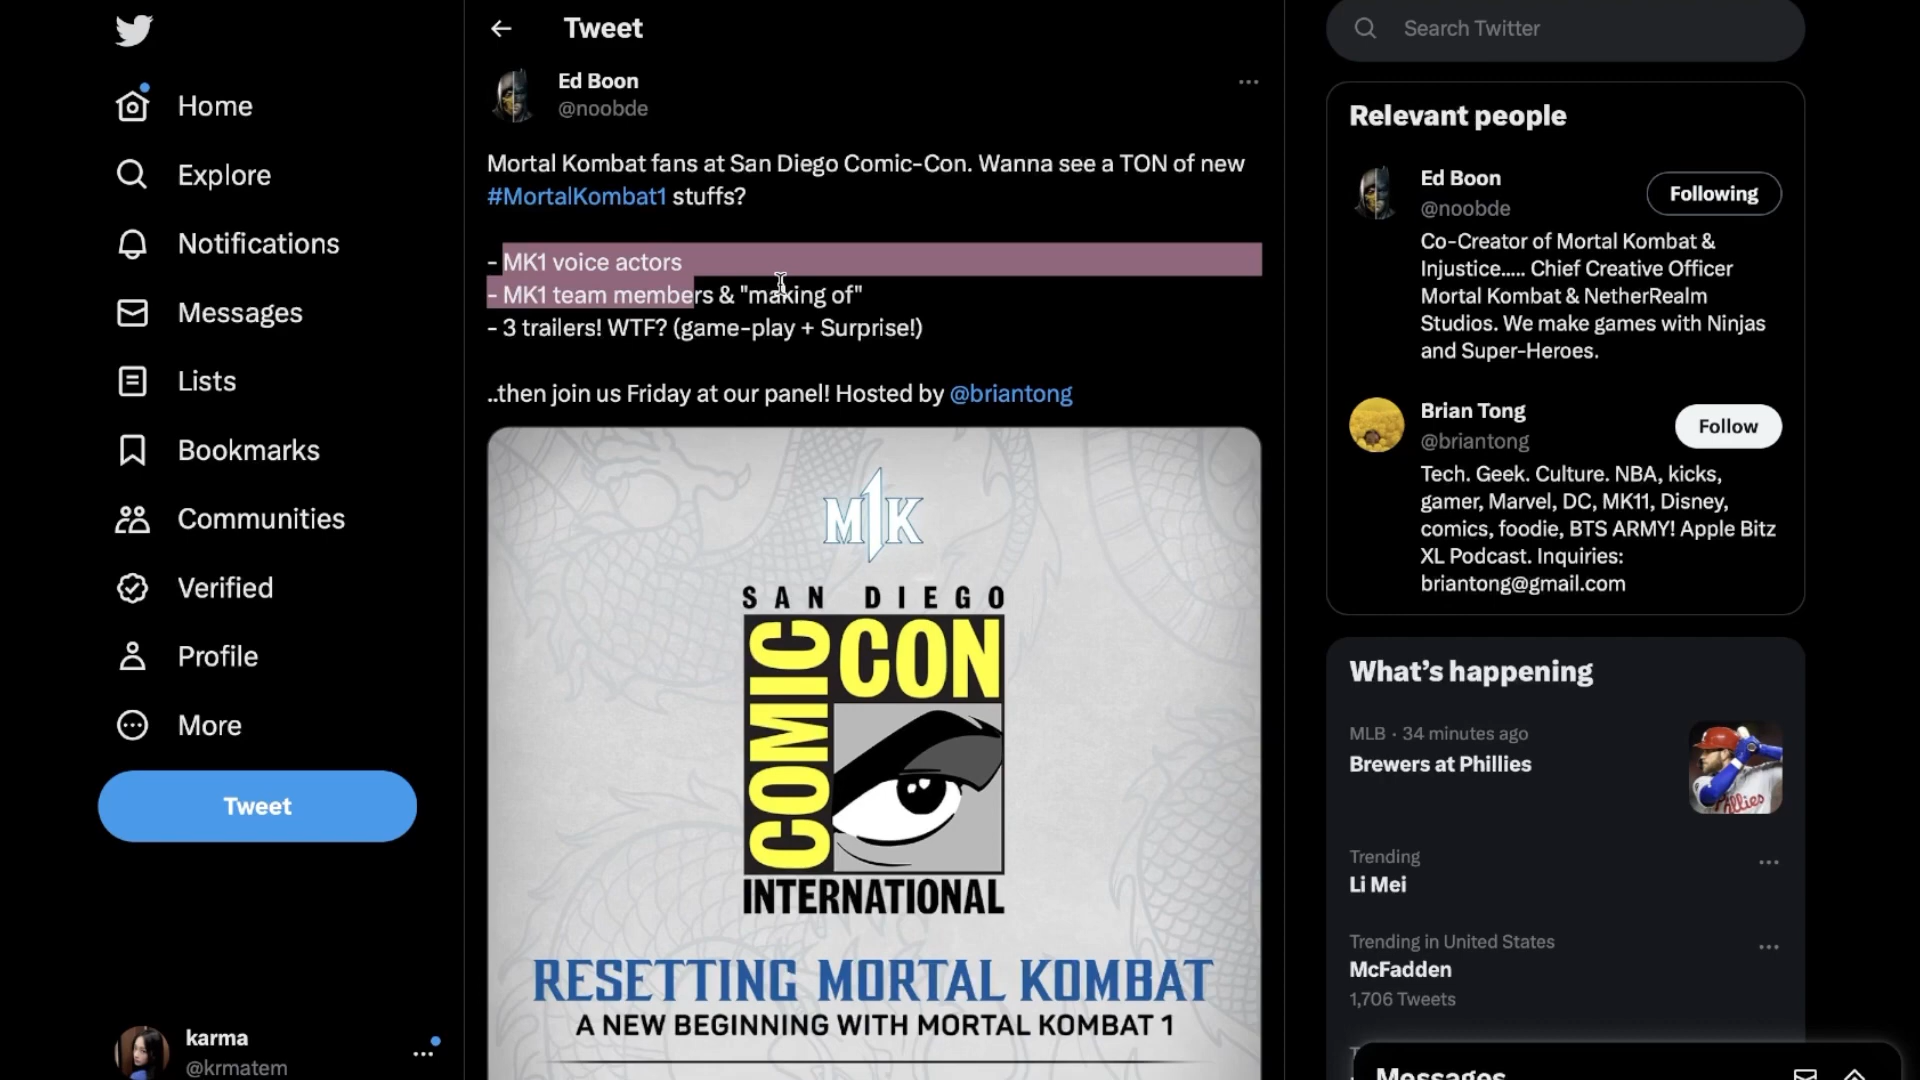 Home
Explore
Notifications
Messages
Lists
Bookmarks
Communities
Verified
Profile
More
Tweet
karma
@krmatem
Tweet
Ed Boon
@noobde
Mortal Kombat fans at San Diego Comic-Con. Wanna see a TON of new
#MortalKombat1 stuffs?
- MK1 voice actors
- MK1 team members & "making of"
- 3 trailers! WTF? (game-play + Surprise!)
..then join us Friday at our panel! Hosted by @briantong
M1K
SAN DIEGO
COMIC CON
INTERNATIONAL
RESETTING MORTAL KOMBAT
A NEW BEGINNING WITH MORTAL KOMBAT 1
Search Twitter
Relevant people
Ed Boon
@noobde
Following
Co-Creator of Mortal Kombat &
Injustice..... Chief Creative Officer
Mortal Kombat & NetherRealm
Studios. We make games with Ninjas
and Super-Heroes.
Brian Tong
@briantong
Follow
Tech. Geek. Culture. NBA, kicks,
gamer, Marvel, DC, MK11, Disney,
comics, foodie, BTS ARMY! Apple Bitz
XL Podcast. Inquiries:
briantong@gmail.com
What's happening
MLB · 34 minutes ago
Brewers at Phillies
Phillies
Trending
Li Mei
Trending in United States
McFadden
1,706 Tweets
Messages